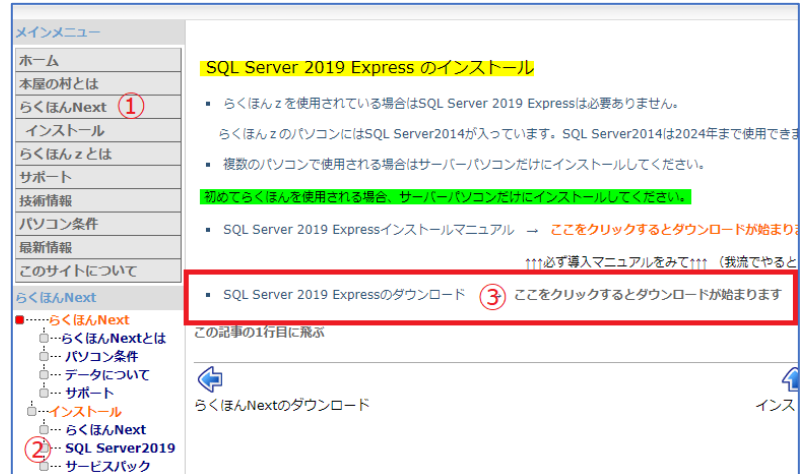 メインメニュー
ホーム
本屋の村とは
らくほんNext ①
インストール
らくほんｚとは
サポート
技術情報
パソコン条件
最新情報
このサイトについて
らくほんNext
らくほんNext
らくほんNextとは
パソコン条件
データについて
サポート
インストール
らくほんNext
② SQL Server2019
サービスパック
SQL Server 2019 Express のインストール
らくほんｚを使用されている場合はSQL Server 2019 Expressは必要ありません。
らくほんｚのパソコンにはSQL Server2014が入っています。SQL Server2014は2024年まで使用できま
複数のパソコンで使用される場合はサーバーパソコンだけにインストールしてください。
初めてらくほんを使用される場合、サーバーパソコンだけにインストールしてください。
SQL Server 2019 Expressインストールマニュアル → ここをクリックするとダウンロードが始まりま
↑↑↑必ず導入マニュアルをみて↑↑↑ （我流でやると
SQL Server 2019 Expressのダウンロード ③ ここをクリックするとダウンロードが始まります
この記事の1行目に飛ぶ
らくほんNextのダウンロード
インス